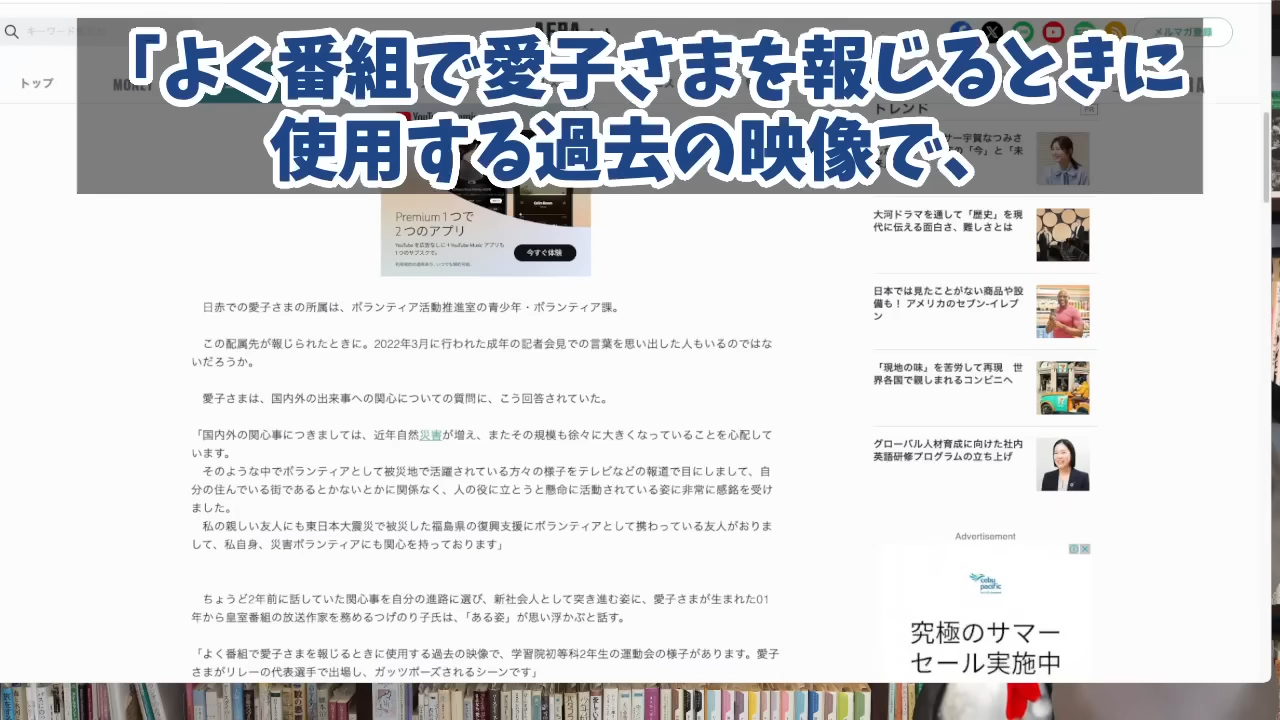 「よく番組で愛子さまを報じるときに
使用する過去の映像で、
トップ
メルマガ登録
トレンド
PR
Premium 1つで
2つのアプリ
今すぐ体験
日赤での愛子さまの所属は、ボランティア活動推進室の青少年・ボランティア課。
この配属先が報じられたときに。2022年3月に行われた成年の記者会見での言葉を思い出した人もいるのではな
いだろうか。
愛子さまは、国内外の出来事への関心についての質問に、こう回答されていた。
「国内外の関心事につきましては、近年自然災害が増え、またその規模も徐々に大きくなっていることを心配して
います。
そのような中でボランティアとして被災地で活躍されている方々の様子をテレビなどの報道で目にしまして、自
分の住んでいる街であるとかないとかに関係なく、人の役に立とうと懸命に活動されている姿に非常に感銘を受け
ました。
私の親しい友人にも東日本大震災で被災した福島県の復興支援にボランティアとして携わっている友人がおりま
して、私自身、災害ボランティアにも関心を持っております」
ちょうど2年前に話していた関心事を自分の進路に選び、新社会人として突き進む姿に、愛子さまが生まれた01
年から皇室番組の放送作家を務めるつげのり子氏は、「ある姿」が思い浮かぶと話す。
「よく番組で愛子さまを報じるときに使用する過去の映像で、学習院初等科2年生の運動会の様子があります。愛子
さまがリレーの代表選手で出場し、ガッツポーズされるシーンです」
大河ドラマを通して「歴史」を現
代に伝える面白さ、難しさとは
日本では見たことがない商品や設
備も！ アメリカのセブン‐イレブ
ン
「現地の味」を苦労して再現　世
界各国で親しまれるコンビニへ
グローバル人材育成に向けた社内
英語研修プログラムの立ち上げ
Advertisement
cebu
pacific
究極のサマー
セール実施中